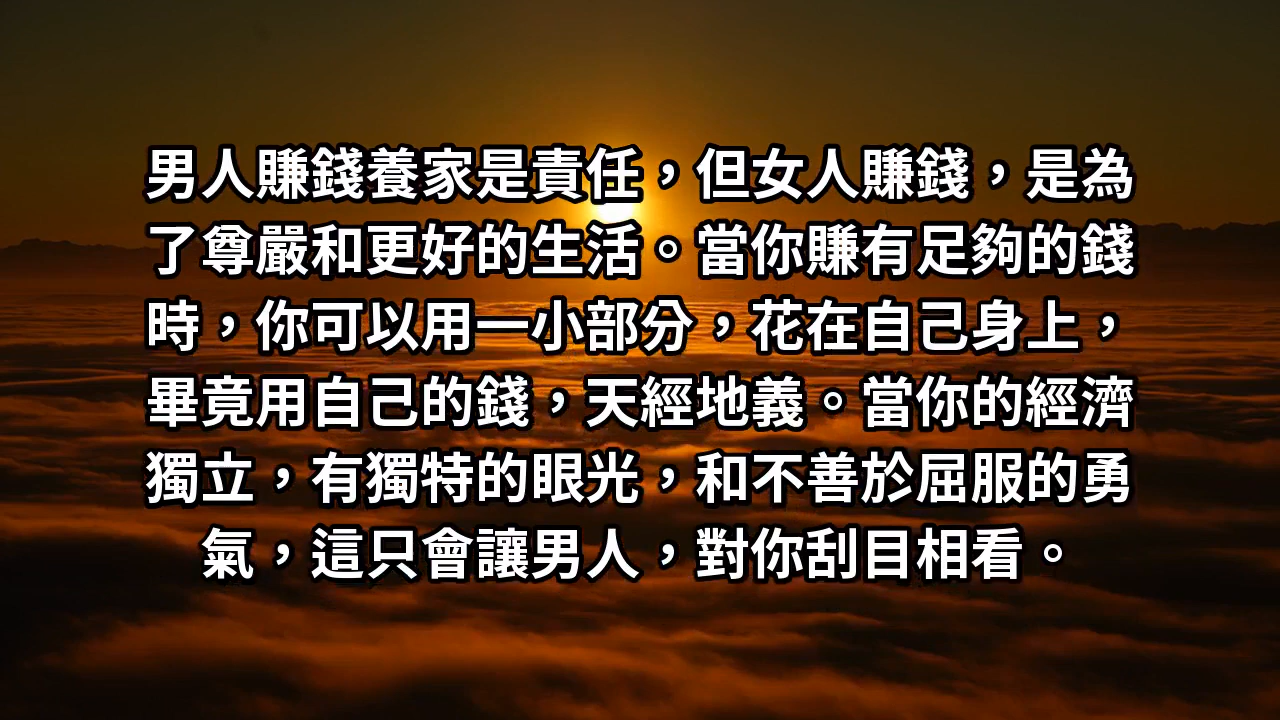 男人賺錢養家是責任，但女人賺錢，是為
了尊嚴和更好的生活。當你賺有足夠的錢
時，你可以用一小部分，花在自己身上，
畢竟用自己的錢，天經地義。當你的經濟
獨立，有獨特的眼光，和不善於屈服的勇
氣，這只會讓男人，對你刮目相看。